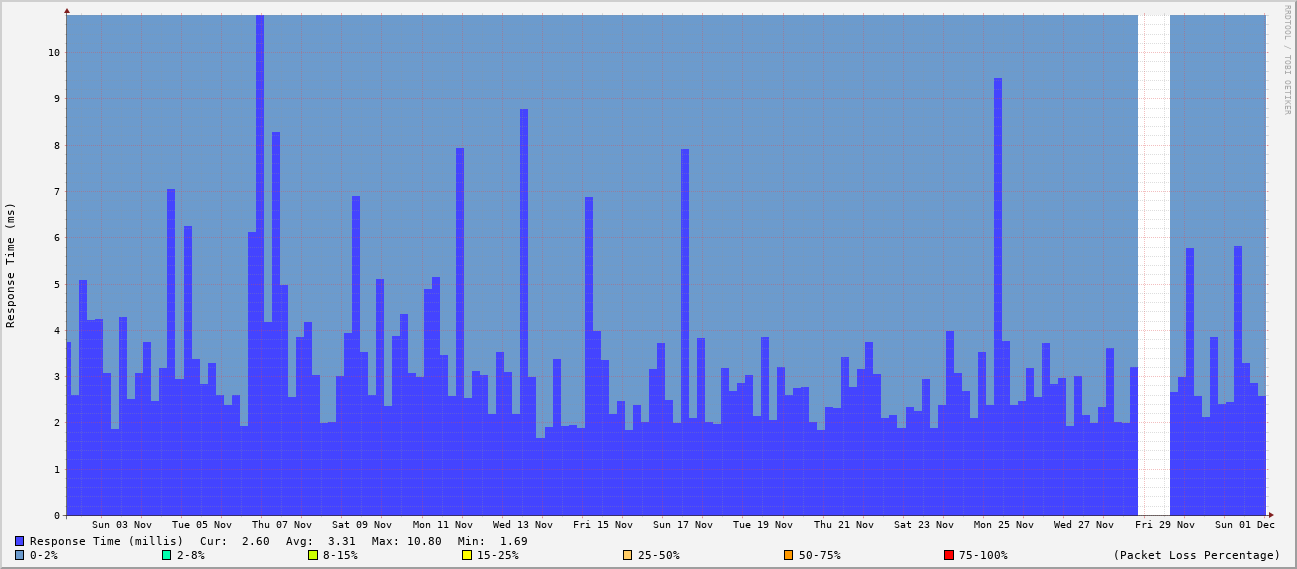 RRDTOOL / TOBI OETIKER
Response Time (ms)
10
9
8
7
6
5
4
3
2
1
0
Sun 03 Nov Tue 05 Nov Thu 07 Nov Sat 09 Nov Mon 11 Nov Wed 13 Nov Fri 15 Nov Sun 17 Nov Tue 19 Nov Thu 21 Nov Sat 23 Nov Mon 25 Nov Wed 27 Nov Fri 29 Nov Sun 01 Dec
Response Time (millis) Cur: 2.60 Avg: 3.31 Max: 10.80 Min: 1.69
0-2% 2-8% 8-15% 15-25% 25-50% 50-75% 75-100% (Packet Loss Percentage)